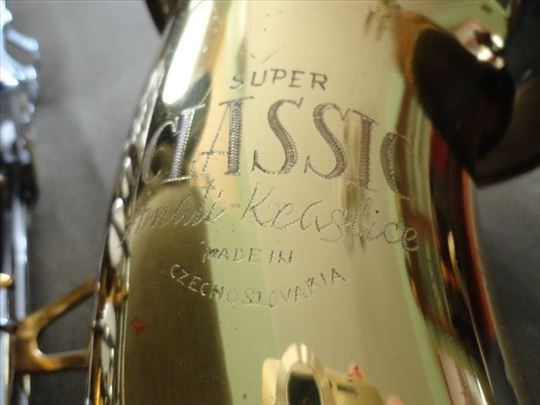 SUPER
CLASSIC
Amati-Kraslice
MADE IN
CZECHOSLOVAKIA